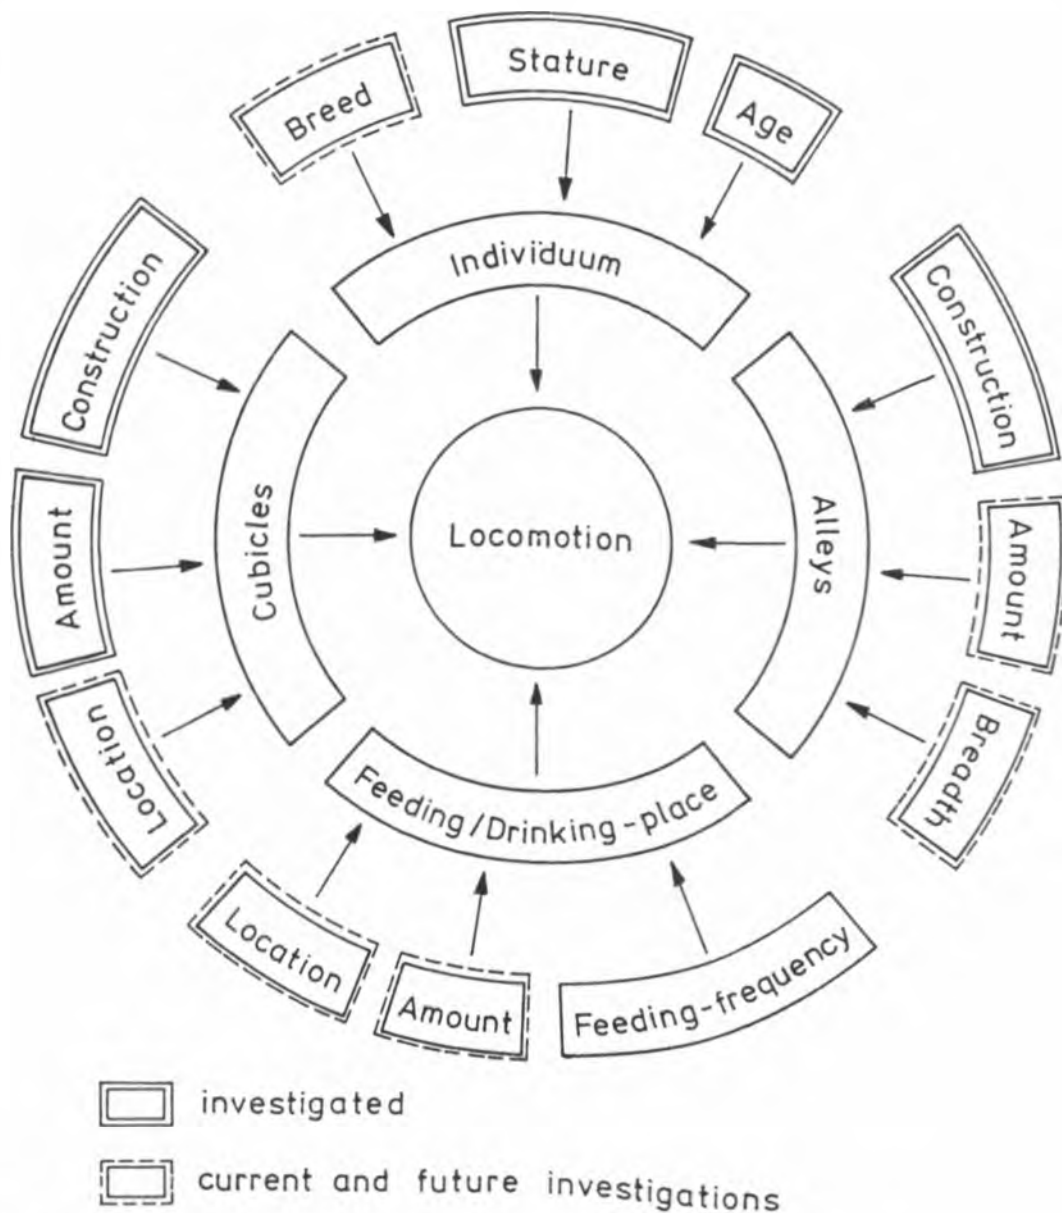 Stature
Breed
Age
Individuum
Construction
Construction
Cubicles
Locomotion
Alleys
Amount
Amount
Location
Breadth
Feeding/Drinking-place
Location
Amount
Feeding-frequency
investigated
current and future investigations